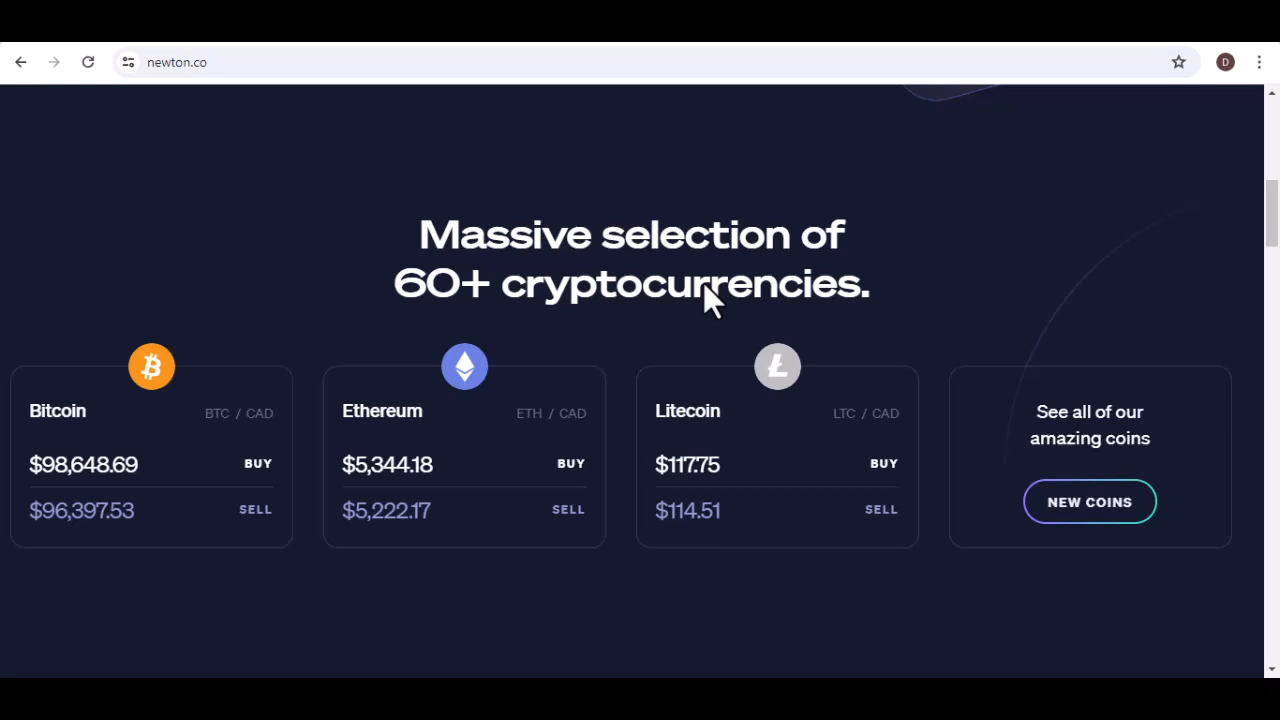 newton.co
D
Massive selection of
60+ cryptocurrencies.
Bitcoin BTC / CAD
$98,648.69 BUY
$96,397.53 SELL
Ethereum ETH / CAD
$5,344.18 BUY
$5,222.17 SELL
Litecoin LTC / CAD
$117.75 BUY
$114.51 SELL
See all of our
amazing coins
NEW COINS